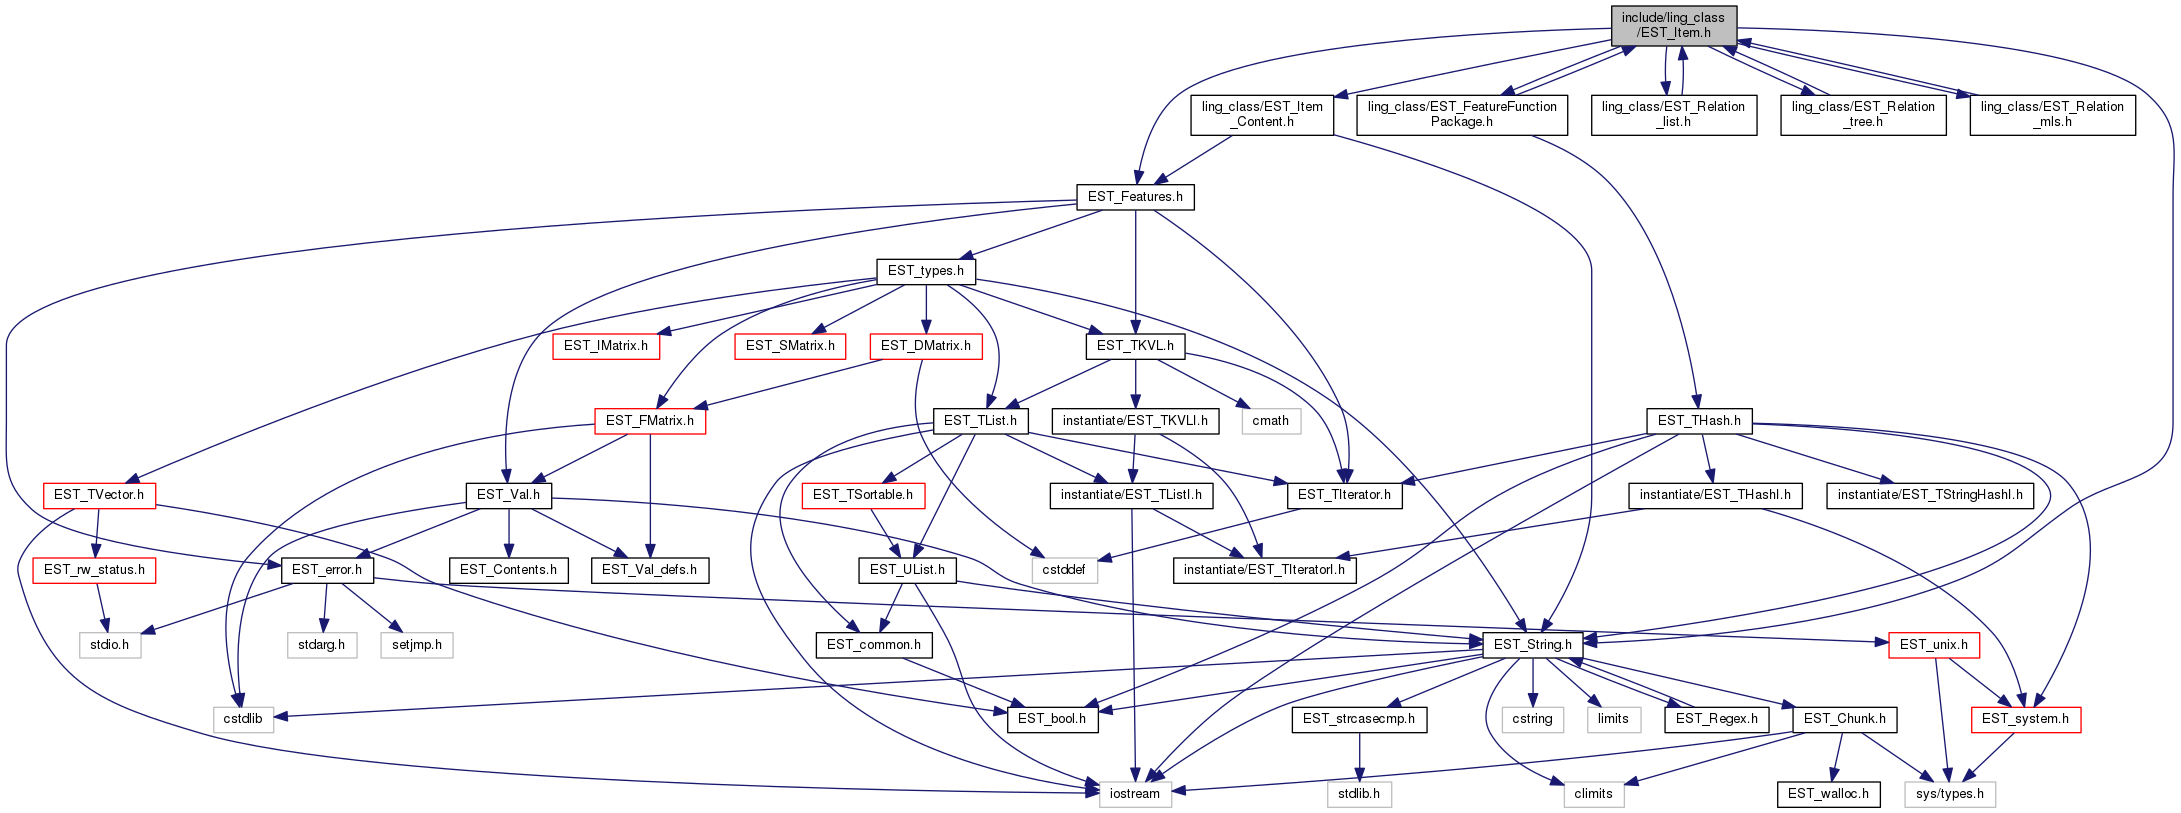 include/ling_class
/EST_Item.h
ling_class/EST_Item
_Content.h
ling_class/EST_FeatureFunction
Package.h
ling_class/EST_Relation
_list.h
ling_class/EST_Relation
_tree.h
ling_class/EST_Relation
_mls.h
EST_Features.h
EST_types.h
EST_IMatrix.h
EST_SMatrix.h
EST_DMatrix.h
EST_TKVL.h
EST_FMatrix.h
EST_TList.h
instantiate/EST_TKVLI.h
cmath
EST_THash.h
EST_TVector.h
EST_Val.h
EST_TSortable.h
instantiate/EST_TListI.h
EST_TIterator.h
instantiate/EST_THashI.h
instantiate/EST_TStringHashI.h
EST_rw_status.h
EST_error.h
EST_Contents.h
EST_Val_defs.h
EST_UList.h
cstddef
instantiate/EST_TIteratorI.h
stdio.h
stdarg.h
setjmp.h
EST_common.h
EST_String.h
EST_unix.h
cstdlib
EST_bool.h
EST_strcasecmp.h
cstring
limits
EST_Regex.h
EST_Chunk.h
EST_system.h
iostream
stdlib.h
climits
EST_walloc.h
sys/types.h